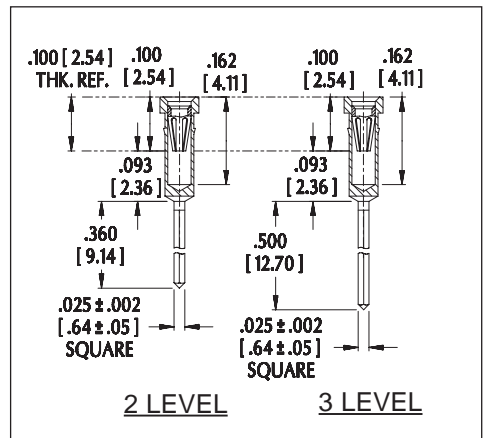 .100 [ 2.54]
THK. REF.
.100
[ 2.54]
.162
[ 4.11]
.093
[ 2.36]
.360
[ 9.14]
.025 ± .002
[ .64 ± .05 ]
SQUARE
2 LEVEL
.100
[ 2.54]
.162
[ 4.11]
.093
[ 2.36]
.500
[ 12.70]
.025 ± .002
[ .64 ± .05 ]
SQUARE
3 LEVEL